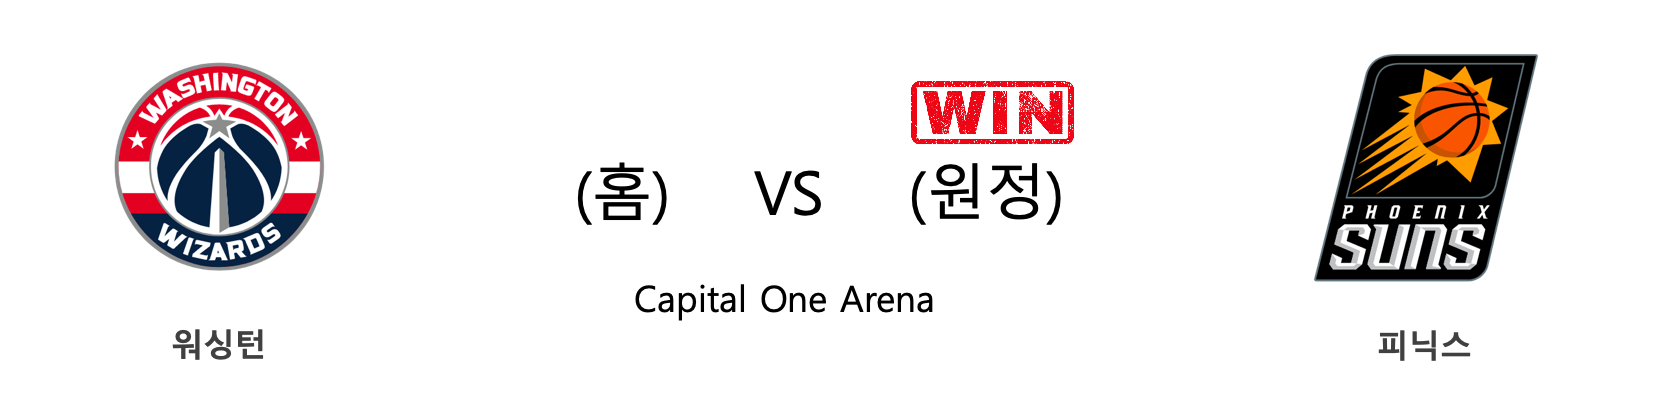 WASHINGTON
WIZARDS
워싱턴
WIN
(홈) VS (원정)
Capital One Arena
PHOENIX
SUNS
피닉스